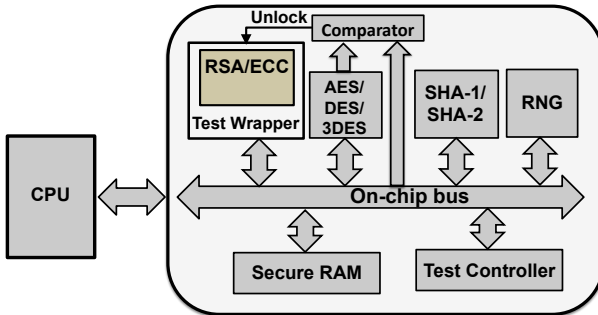 Unlock
Comparator
RSA/ECC
Test Wrapper
AES/
DES/
3DES
SHA-1/
SHA-2
RNG
CPU
On-chip bus
Secure RAM
Test Controller